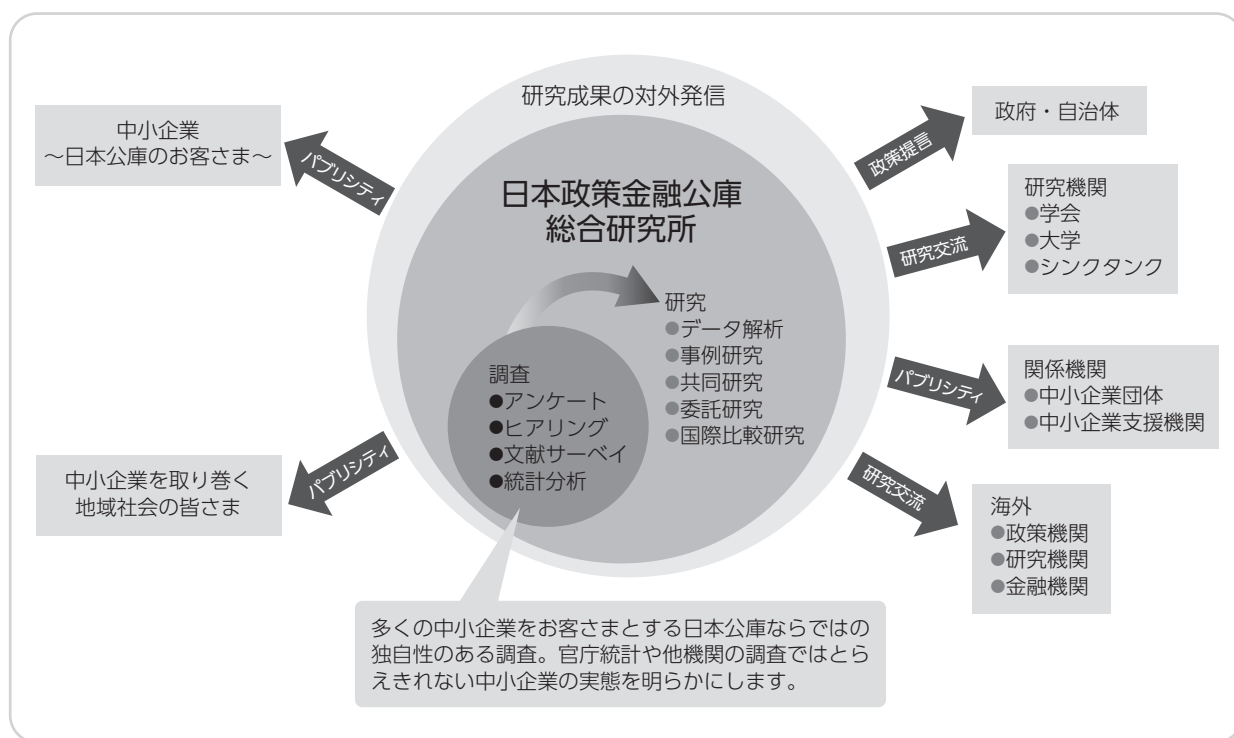 研究成果の対外発信
日本政策金融公庫
総合研究所
調査
●アンケート
●ヒアリング
●文献サーベイ
●統計分析
研究
●データ解析
●事例研究
●共同研究
●委託研究
●国際比較研究
多くの中小企業をお客さまとする日本公庫ならではの
独自性のある調査。官庁統計や他機関の調査ではとら
えきれない中小企業の実態を明らかにします。
パブリシティ
中小企業
～日本公庫のお客さま～
パブリシティ
中小企業を取り巻く
地域社会の皆さま
政策提言
政府・自治体
研究交流
研究機関
●学会
●大学
●シンクタンク
パブリシティ
関係機関
●中小企業団体
●中小企業支援機関
研究交流
海外
●政策機関
●研究機関
●金融機関